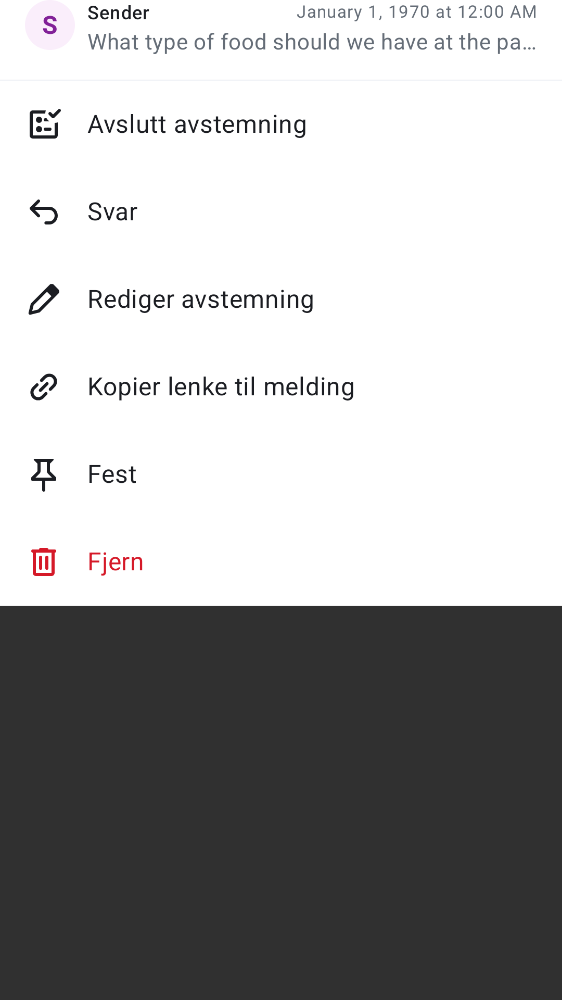 S
Sender
January 1, 1970 at 12:00 AM
What type of food should we have at the pa…
Avslutt avstemning
Svar
Rediger avstemning
Kopier lenke til melding
Fest
Fjern